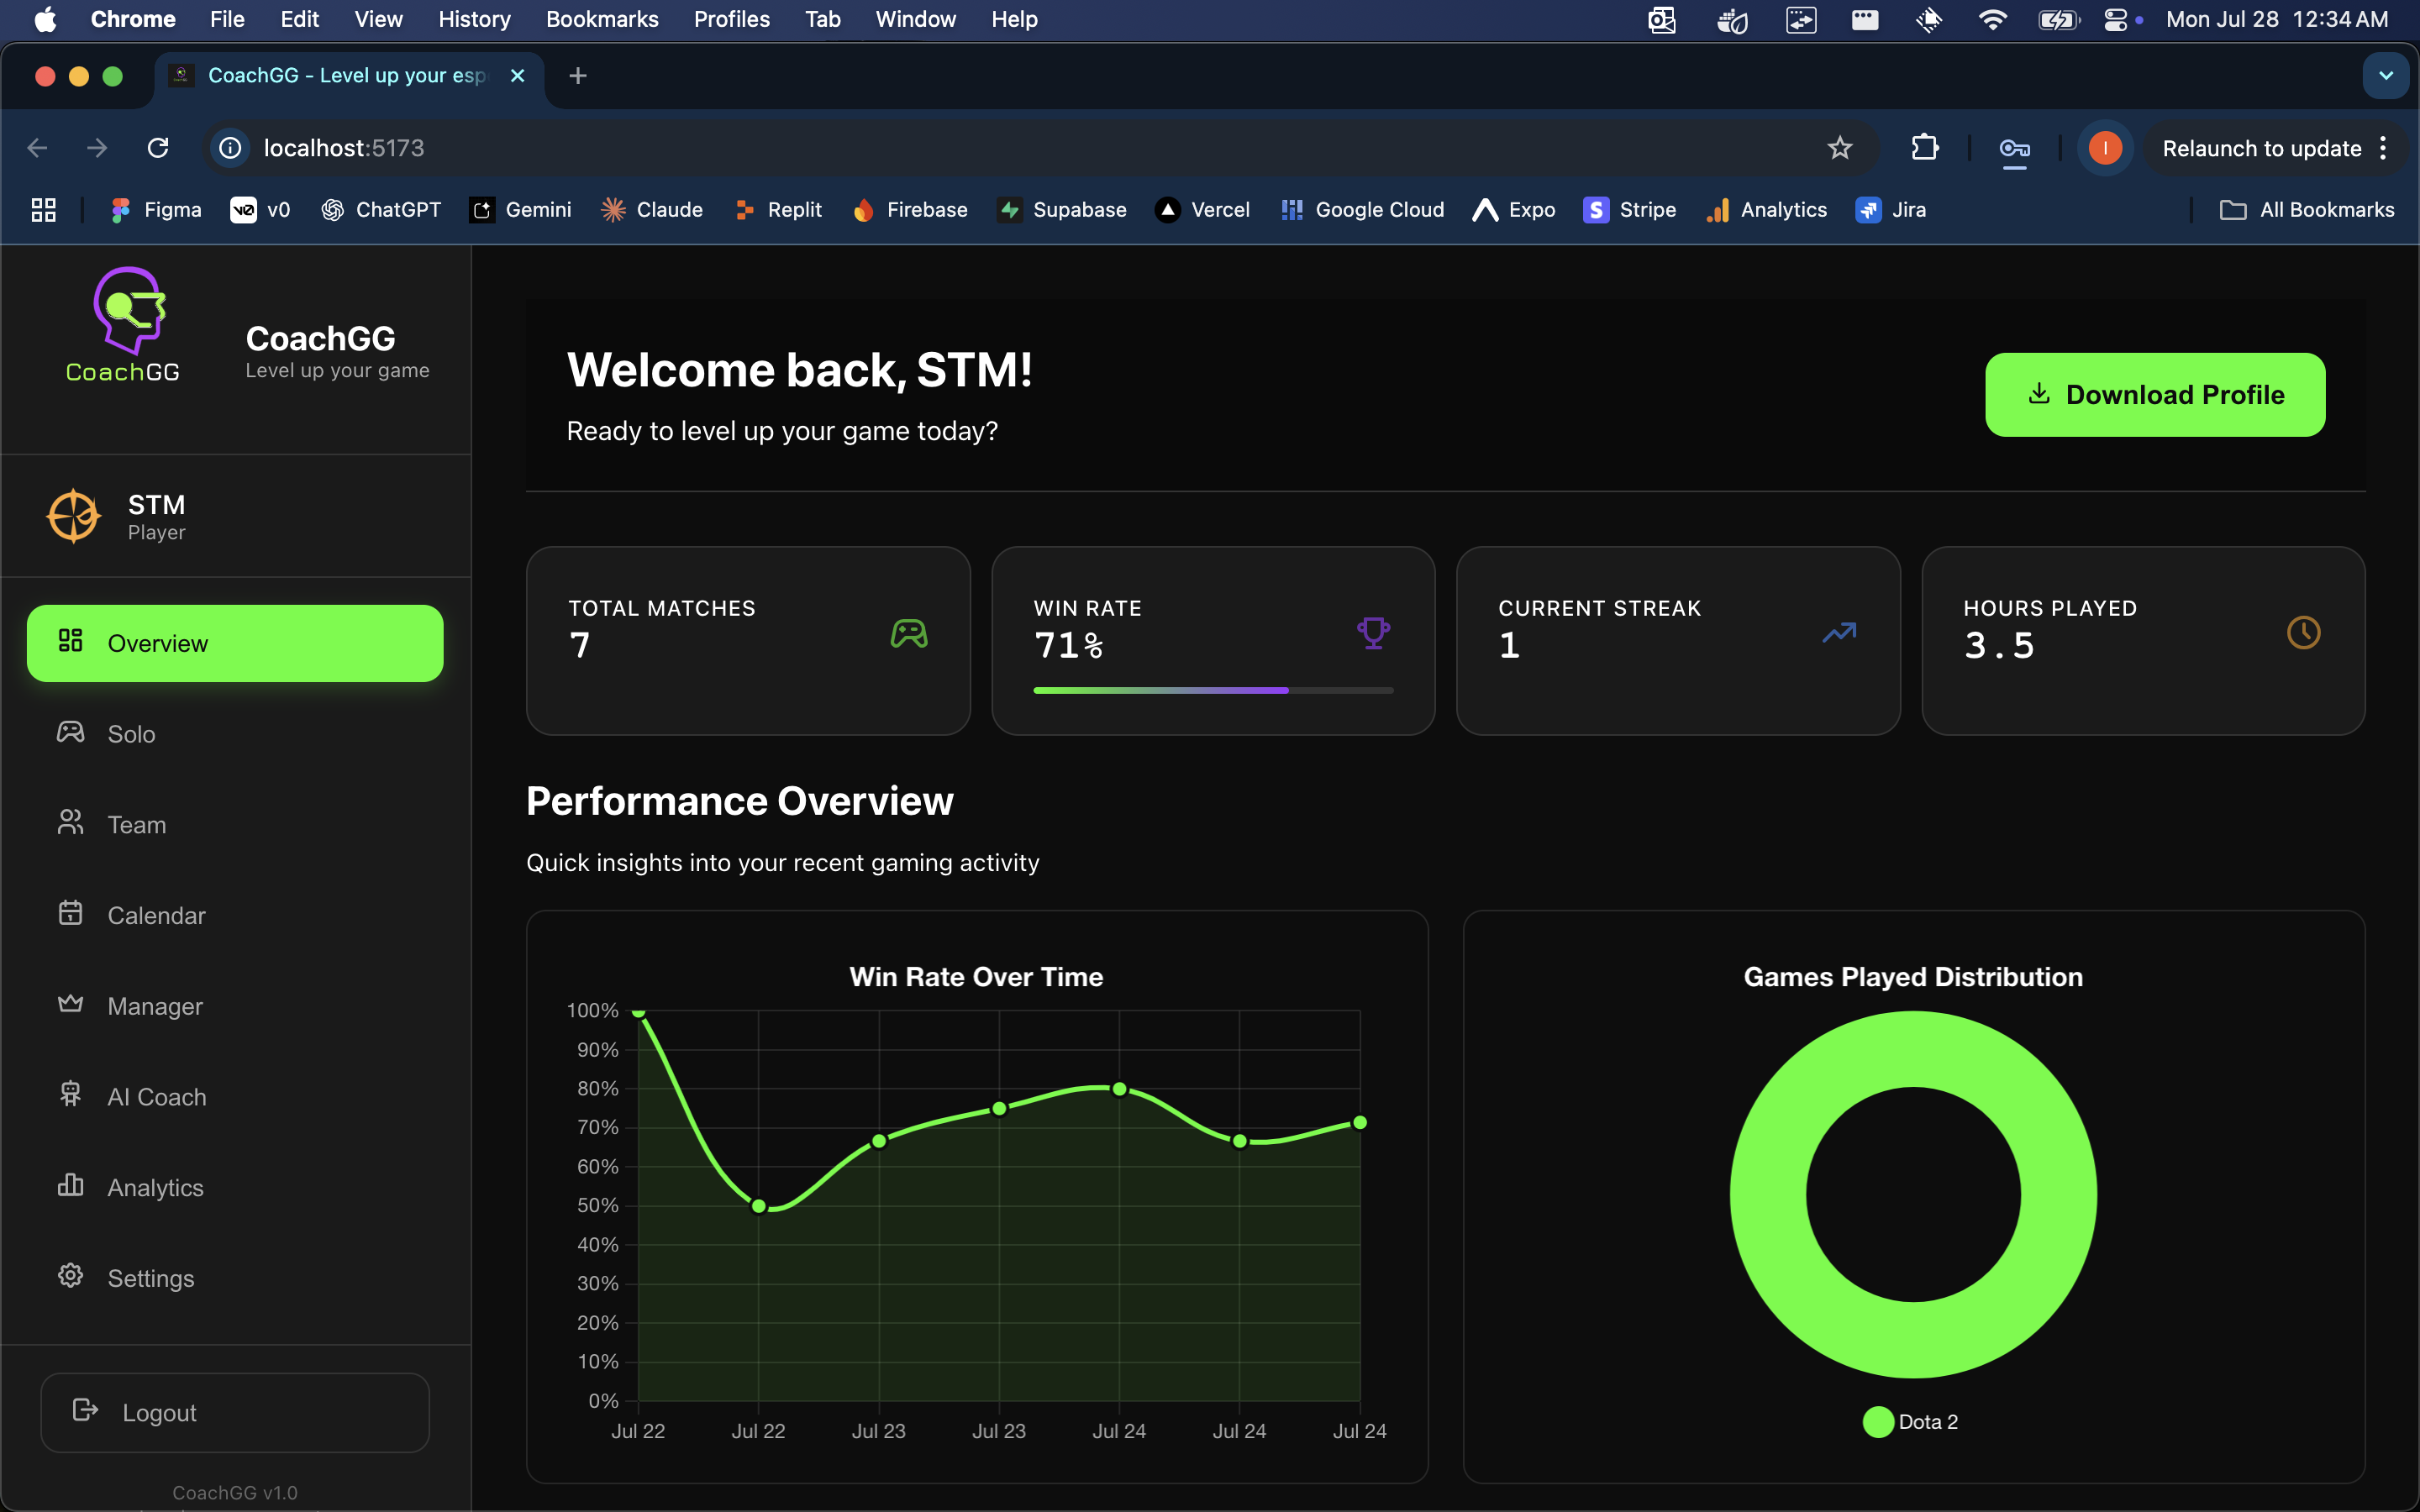 Chrome File Edit View History Bookmarks Profiles Tab Window Help Mon Jul 28 12:34 AM
CoachGG - Level up your esp
localhost:5173
Relaunch to update
Figma v0 ChatGPT Gemini Claude Replit Firebase Supabase Vercel Google Cloud Expo Stripe Analytics Jira All Bookmarks
CoachGG
CoachGG
Level up your game
STM
Player
Overview
Solo
Team
Calendar
Manager
AI Coach
Analytics
Settings
Logout
CoachGG v1.0
Welcome back, STM!
Ready to level up your game today?
Download Profile
TOTAL MATCHES
7
WIN RATE
71%
CURRENT STREAK
1
HOURS PLAYED
3.5
Performance Overview
Quick insights into your recent gaming activity
Win Rate Over Time
100%
90%
80%
70%
60%
50%
40%
30%
20%
10%
0%
Jul 22 Jul 22 Jul 23 Jul 23 Jul 24 Jul 24 Jul 24
Games Played Distribution
Dota 2